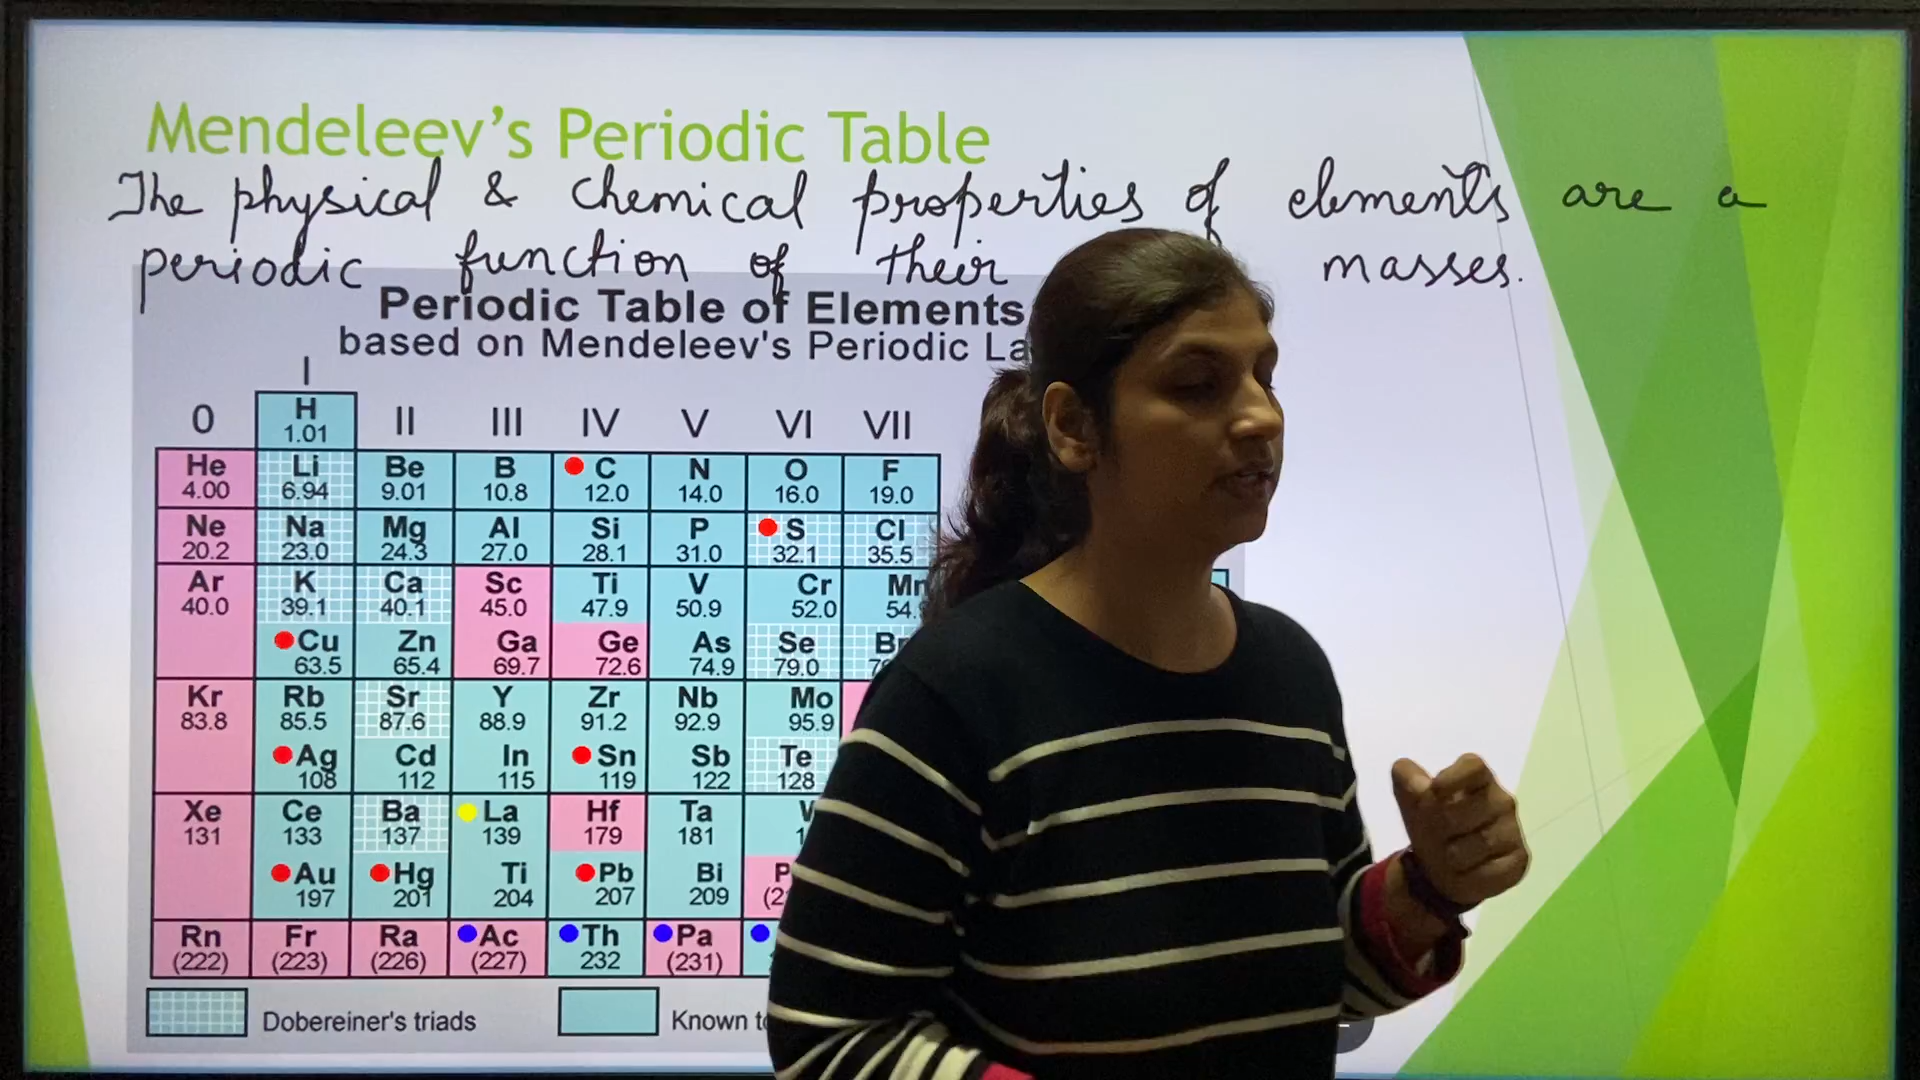 Mendeleev's Periodic Table
The physical & chemical properties of elements are a
periodic function of their masses.
Periodic Table of Elements
based on Mendeleev's Periodic
I
0 H II III IV V VI VII
1.01
He Li Be B C N O F
4.00 6.94 9.01 10.8 12.0 14.0 16.0 19.0
Ne Na Mg Al Si P S Cl
20.2 23.0 24.3 27.0 28.1 31.0 32.1 35.5
Ar K Ca Sc Ti V Cr Mn
40.0 39.1 40.1 45.0 47.9 50.9 52.0
Cu Zn Ga Ge As Se
63.5 65.4 69.7 72.6 74.9 79.0
Kr Rb Sr Y Zr Nb Mo
83.8 85.5 87.6 88.9 91.2 92.9 95.9
Ag Cd In Sn Sb Te
108 112 115 119 122 128
Xe Ce Ba La Hf Ta
131 133 137 139 179 181
Au Hg Ti Pb Bi
197 201 204 207 209
Rn Fr Ra Ac Th Pa
(222) (223) (226) (227) 232 (231)
Dobereiner's triads Known